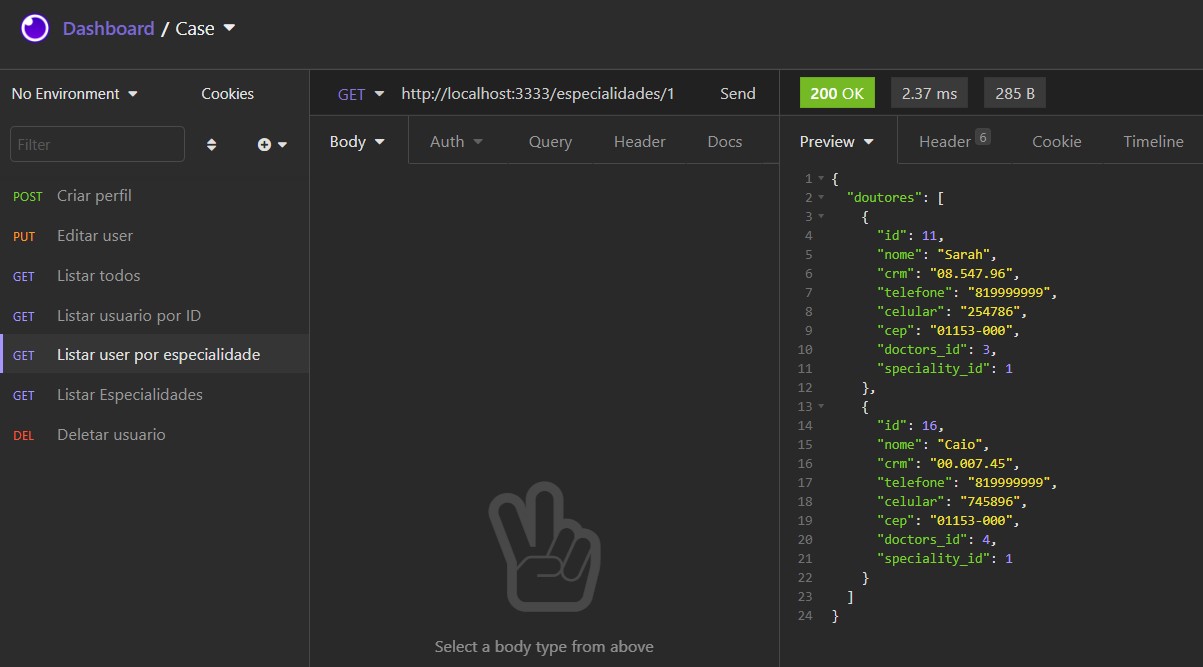 Dashboard / Case
No Environment
Cookies
GET
http://localhost:3333/especialidades/1
Send
200 OK
2.37 ms
285 B
Filter
Body
Auth
Query
Header
Docs
Preview
Header 6
Cookie
Timeline
POST Criar perfil
PUT Editar user
GET Listar todos
GET Listar usuario por ID
GET Listar user por especialidade
GET Listar Especialidades
DEL Deletar usuario
Select a body type from above
1 {
2 "doutores": [
3 {
4 "id": 11,
5 "nome": "Sarah",
6 "crm": "08.547.96",
7 "telefone": "819999999",
8 "celular": "254786",
9 "cep": "01153-000",
10 "doctors_id": 3,
11 "speciality_id": 1
12 },
13 {
14 "id": 16,
15 "nome": "Caio",
16 "crm": "00.007.45",
17 "telefone": "819999999",
18 "celular": "745896",
19 "cep": "01153-000",
20 "doctors_id": 4,
21 "speciality_id": 1
22 }
23 ]
24 }